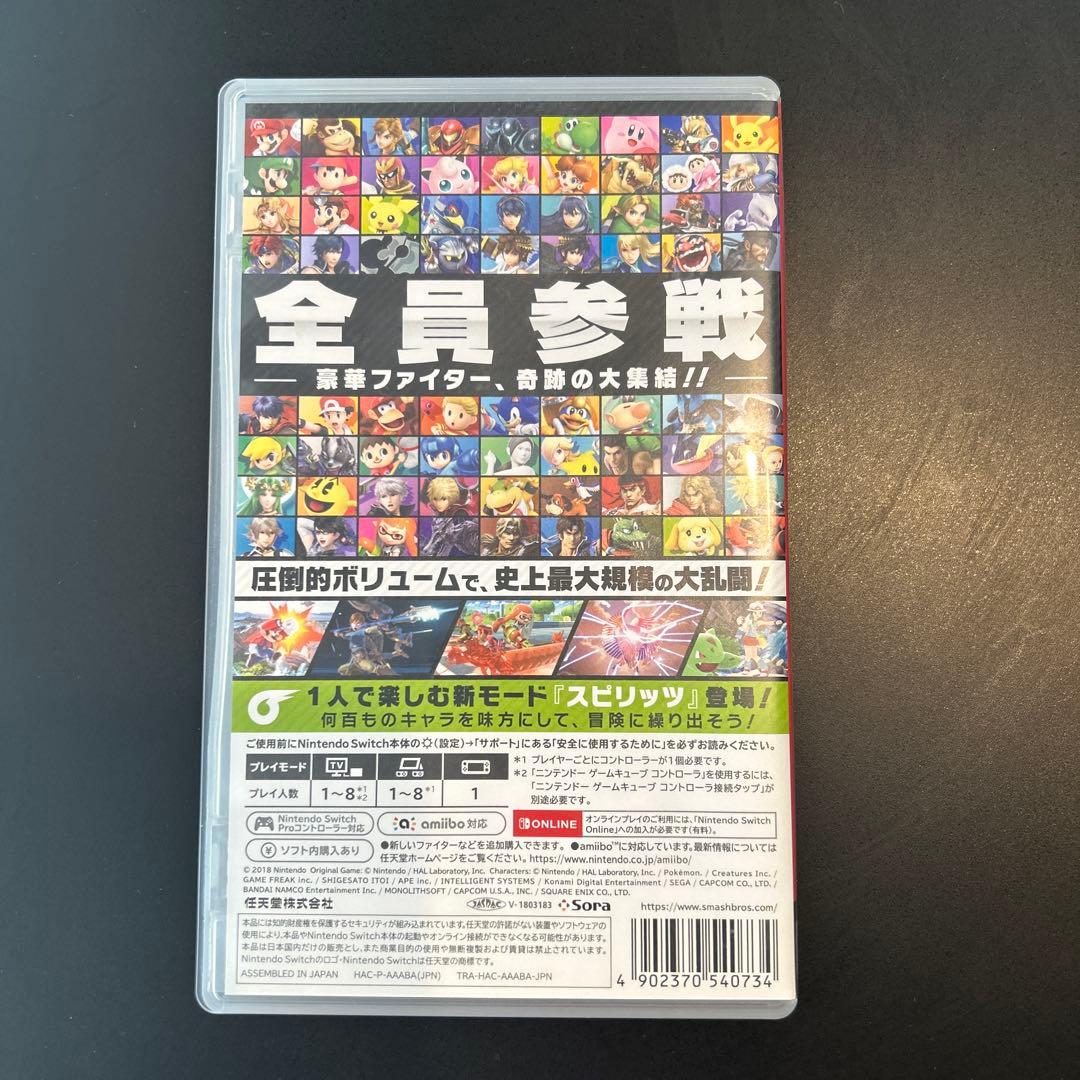 全員参戦
豪華ファイター、奇跡の大集結!!
圧倒的ボリュームで、史上最大規模の大乱闘!
1人で楽しむ新モード『スピリッツ』登場!
何百ものキャラを味方にして、冒険に繰り出そう!
ご使用前にNintendo Switch本体の(設定)→「サポート」にある「安全に使用するために」を必ずお読みください。
プレイモード TV
プレイ人数 1～8 *1 *2 1～8 *1 1
*1 プレイヤーごとにコントローラーが1個必要です。
*2 「ニンテンドー ゲームキューブ コントローラ」を使用するには、
「ニンテンドー ゲームキューブ コントローラ接続タップ」が
別途必要です。
Nintendo Switch
Proコントローラー対応
amiibo 対応
ONLINE
オンラインプレイのご利用には、「Nintendo Switch
Online」への加入が必要です(有料)。
¥ ソフト内購入あり
●新しいファイターなどを追加購入できます。 ●amiibo™に対応しています。最新情報については
任天堂ホームページをご覧ください。https://www.nintendo.co.jp/amiibo/
© 2018 Nintendo Original Game: © Nintendo / HAL Laboratory, Inc. Characters: © Nintendo / HAL Laboratory, Inc. / Pokémon. / Creatures Inc. /
GAME FREAK inc. / SHIGESATO ITOI / APE inc. / INTELLIGENT SYSTEMS / Konami Digital Entertainment / SEGA / CAPCOM CO., LTD. /
BANDAI NAMCO Entertainment Inc. / MONOLITHSOFT / CAPCOM U.S.A., INC. / SQUARE ENIX CO., LTD.
任天堂株式会社
JASRAC V-1803183 Sora https://www.smashbros.com/
本品には知的財産権を保護するセキュリティが組み込まれています。任天堂の許諾がない装置やソフトウェアの
使用により、本品やNintendo Switch本体の起動やオンライン接続ができなくなる可能性があります。
本品は日本国内だけの販売とし、また商業目的の使用や無断複製および賃貸は禁止されています。
Nintendo Switchのロゴ・Nintendo Switchは任天堂の商標です。
ASSEMBLED IN JAPAN HAC-P-AAABA(JPN) TRA-HAC-AAABA-JPN
4 902370 540734